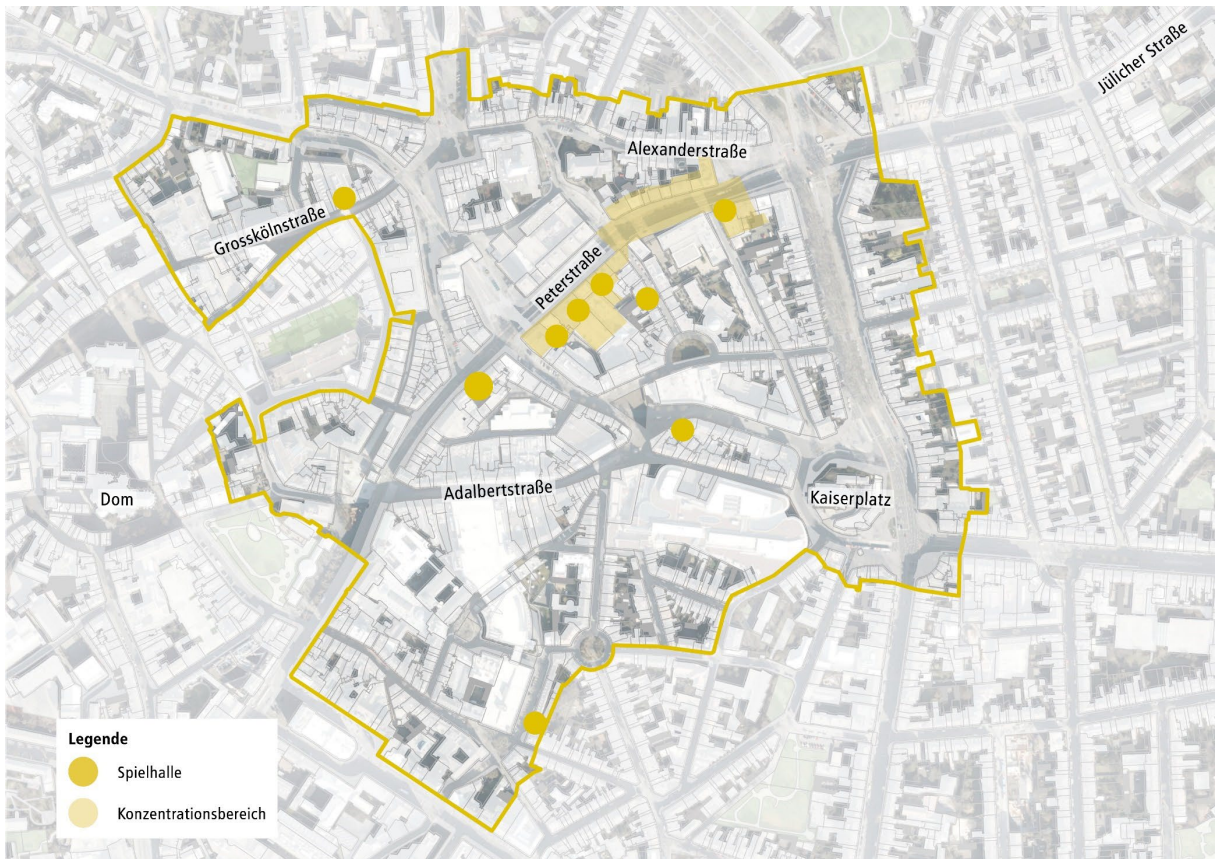 Jülicher Straße
Alexanderstraße
Grosskölnstraße
Peterstraße
Adalbertstraße
Kaiserplatz
Dom
Legende
Spielhalle
Konzentrationsbereich